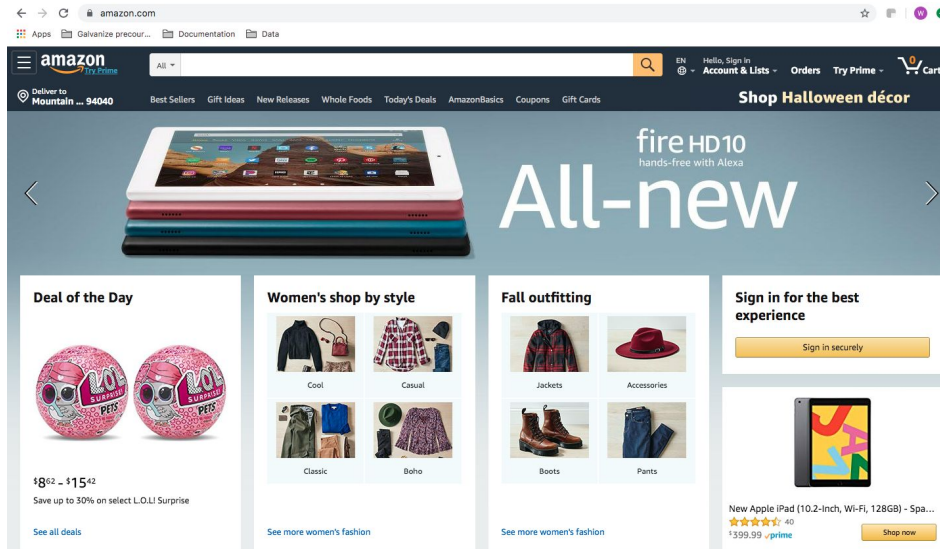 amazon.com
W
Apps Galvanize precour... Documentation Data
amazon
Try Prime
All
EN
Hello, Sign in
Account & Lists
Orders
Try Prime
0
Cart
Deliver to
Mountain ... 94040
Best Sellers Gift Ideas New Releases Whole Foods Today's Deals AmazonBasics Coupons Gift Cards
Shop Halloween décor
fire HD10
hands-free with Alexa
All-new
Deal of the Day
LOL
SURPRISE!
PETS
LOL
SURPRISE!
PETS
$862 - $1542
Save up to 30% on select L.O.L! Surprise
See all deals
Women's shop by style
Cool Casual
Classic Boho
See more women's fashion
Fall outfitting
Jackets Accessories
Boots Pants
See more women's fashion
Sign in for the best
experience
Sign in securely
New Apple iPad (10.2-Inch, Wi-Fi, 128GB) - Spa...
40
$399.99 prime
Shop now